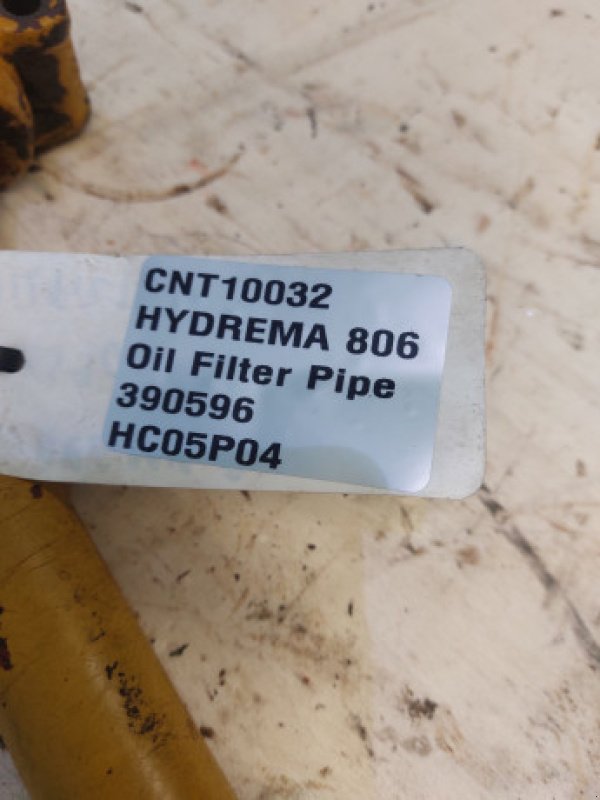 CNT10032
HYDREMA 806
Oil Filter Pipe
390596
HC05P04